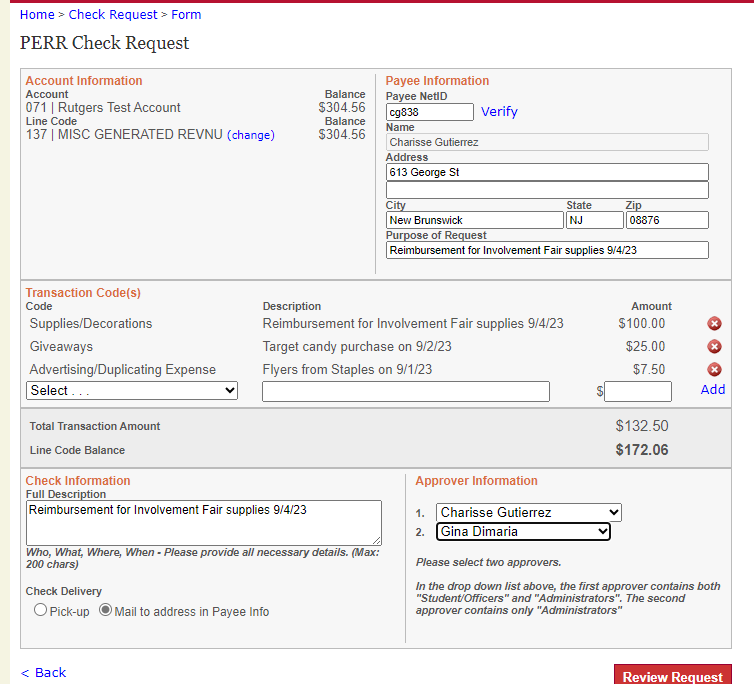 Home > Check Request > Form
PERR Check Request
Account Information
Account Balance
071 | Rutgers Test Account $304.56
Line Code Balance
137 | MISC GENERATED REVNU (change) $304.56
Payee Information
Payee NetID
cg838 Verify
Name
Charisse Gutierrez
Address
613 George St
City State Zip
New Brunswick NJ 08876
Purpose of Request
Reimbursement for Involvement Fair supplies 9/4/23
Transaction Code(s)
Code Description Amount
Supplies/Decorations Reimbursement for Involvement Fair supplies 9/4/23 $100.00
Giveaways Target candy purchase on 9/2/23 $25.00
Advertising/Duplicating Expense Flyers from Staples on 9/1/23 $7.50
Select . . . $ Add
Total Transaction Amount $132.50
Line Code Balance $172.06
Check Information
Full Description
Reimbursement for Involvement Fair supplies 9/4/23
Who, What, Where, When - Please provide all necessary details. (Max:
200 chars)
Check Delivery
Pick-up Mail to address in Payee Info
Approver Information
1. Charisse Gutierrez
2. Gina Dimaria
Please select two approvers.
In the drop down list above, the first approver contains both
"Student/Officers" and "Administrators". The second
approver contains only "Administrators"
< Back
Review Request